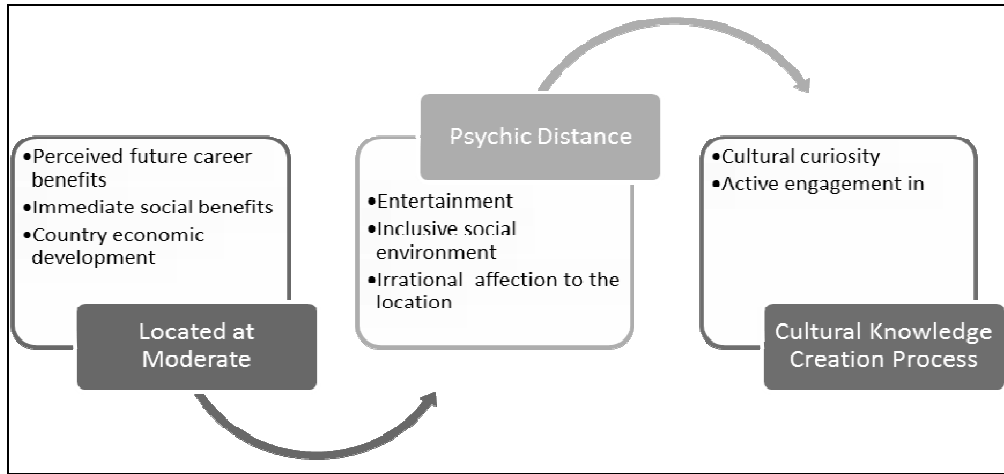 •Perceived future career
benefits
•Immediate social benefits
•Country economic
development
Located at
Moderate
Psychic Distance
•Entertainment
•Inclusive social
environment
•Irrational affection to the
location
•Cultural curiosity
•Active engagement in
Cultural Knowledge
Creation Process